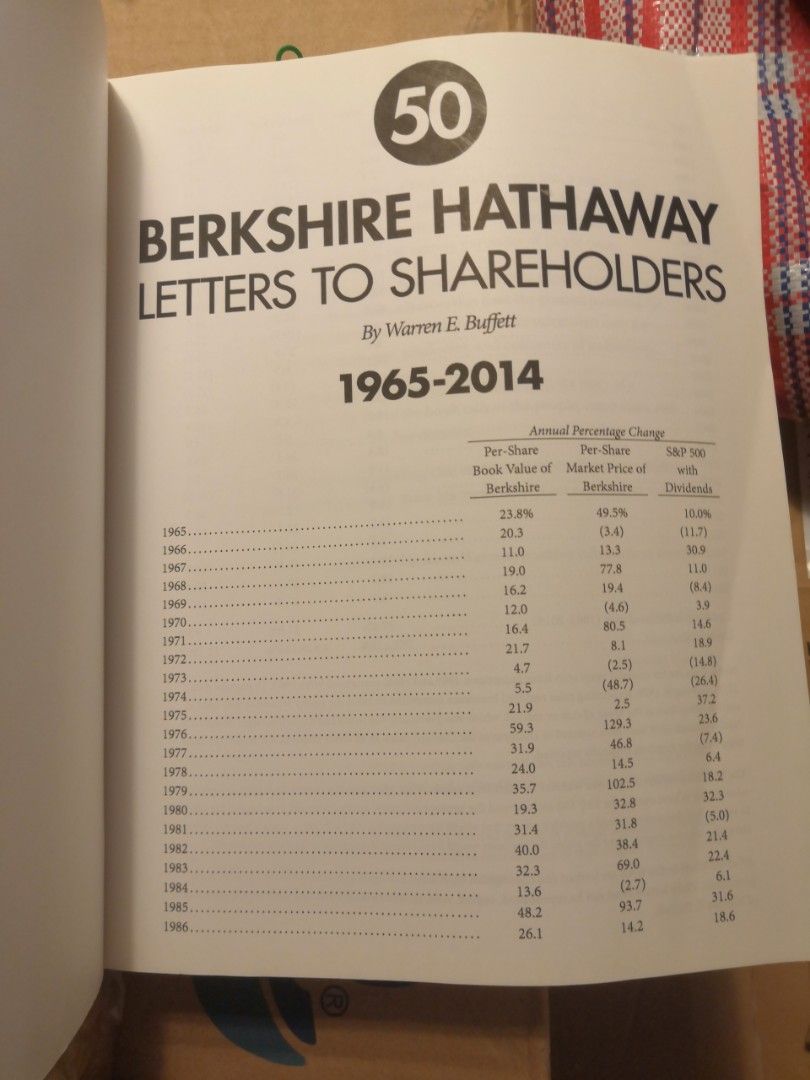 50
BERKSHIRE HATHAWAY
LETTERS TO SHAREHOLDERS
By Warren E. Buffett
1965-2014
Annual Percentage Change
Per-Share Per-Share S&P 500
Book Value of Market Price of with
Berkshire Berkshire Dividends
1965 23.8% 49.5% 10.0%
1966 20.3 (3.4) (11.7)
1967 11.0 13.3 30.9
1968 19.0 77.8 11.0
1969 16.2 19.4 (8.4)
1970 12.0 (4.6) 3.9
1971 16.4 80.5 14.6
1972 21.7 8.1 18.9
1973 4.7 (2.5) (14.8)
1974 5.5 (48.7) (26.4)
1975 21.9 2.5 37.2
1976 59.3 129.3 23.6
1977 31.9 46.8 (7.4)
1978 24.0 14.5 6.4
1979 35.7 102.5 18.2
1980 19.3 32.8 32.3
1981 31.4 31.8 (5.0)
1982 40.0 38.4 21.4
1983 32.3 69.0 22.4
1984 13.6 (2.7) 6.1
1985 48.2 93.7 31.6
1986 26.1 14.2 18.6
®